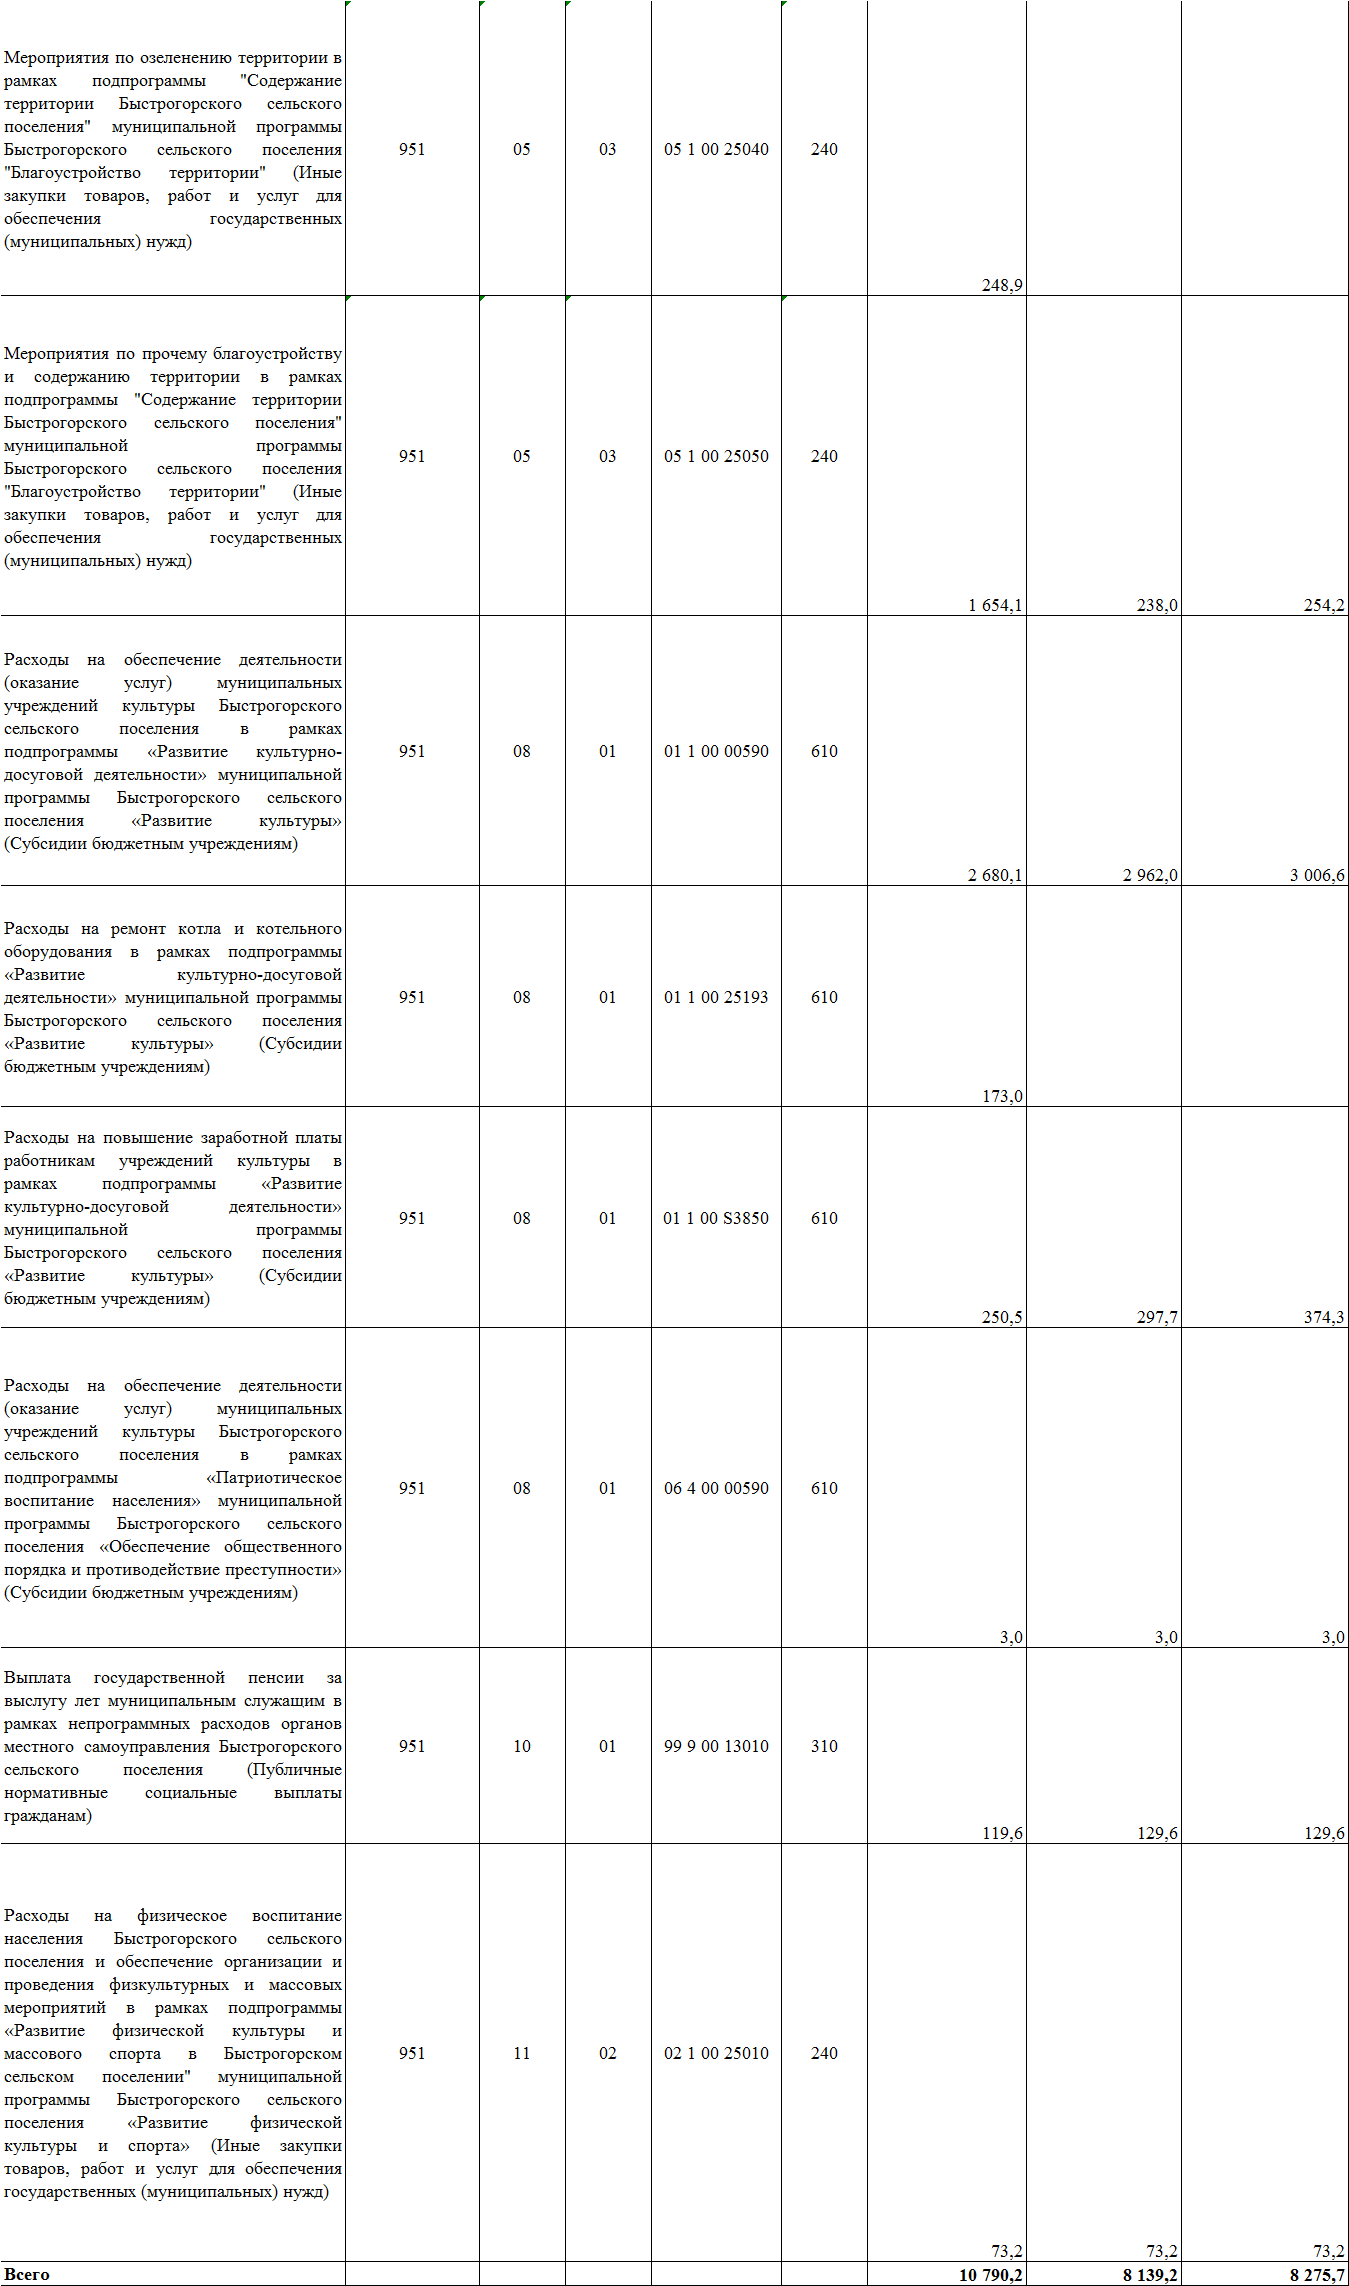 Мероприятия по озеленению территории в
рамках подпрограммы "Содержание
территории Быстрогорского сельского
поселения" муниципальной программы
Быстрогорского сельского поселения
"Благоустройство территории" (Иные
закупки товаров, работ и услуг для
обеспечения государственных
(муниципальных) нужд)
951 05 03 05 1 00 25040 240
248,9
Мероприятия по прочему благоустройству
и содержанию территории в рамках
подпрограммы "Содержание территории
Быстрогорского сельского поселения"
муниципальной программы
Быстрогорского сельского поселения
"Благоустройство территории" (Иные
закупки товаров, работ и услуг для
обеспечения государственных
(муниципальных) нужд)
951 05 03 05 1 00 25050 240
1 654,1 238,0 254,2
Расходы на обеспечение деятельности
(оказание услуг) муниципальных
учреждений культуры Быстрогорского
сельского поселения в рамках
подпрограммы «Развитие культурно-
досуговой деятельности» муниципальной
программы Быстрогорского сельского
поселения «Развитие культуры»
(Субсидии бюджетным учреждениям)
951 08 01 01 1 00 00590 610
2 680,1 2 962,0 3 006,6
Расходы на ремонт котла и котельного
оборудования в рамках подпрограммы
«Развитие культурно-досуговой
деятельности» муниципальной программы
Быстрогорского сельского поселения
«Развитие культуры» (Субсидии
бюджетным учреждениям)
951 08 01 01 1 00 25193 610
173,0
Расходы на повышение заработной платы
работникам учреждений культуры в
рамках подпрограммы «Развитие
культурно-досуговой деятельности»
муниципальной программы
Быстрогорского сельского поселения
«Развитие культуры» (Субсидии
бюджетным учреждениям)
951 08 01 01 1 00 S3850 610
250,5 297,7 374,3
Расходы на обеспечение деятельности
(оказание услуг) муниципальных
учреждений культуры Быстрогорского
сельского поселения в рамках
подпрограммы «Патриотическое
воспитание населения» муниципальной
программы Быстрогорского сельского
поселения «Обеспечение общественного
порядка и противодействие преступности»
(Субсидии бюджетным учреждениям)
951 08 01 06 4 00 00590 610
3,0 3,0 3,0
Выплата государственной пенсии за
выслугу лет муниципальным служащим в
рамках непрограммных расходов органов
местного самоуправления Быстрогорского
сельского поселения (Публичные
нормативные социальные выплаты
гражданам)
951 10 01 99 9 00 13010 310
119,6 129,6 129,6
Расходы на физическое воспитание
населения Быстрогорского сельского
поселения и обеспечение организации и
проведения физкультурных и массовых
мероприятий в рамках подпрограммы
«Развитие физической культуры и
массового спорта в Быстрогорском
сельском поселении" муниципальной
программы Быстрогорского сельского
поселения «Развитие физической
культуры и спорта» (Иные закупки
товаров, работ и услуг для обеспечения
государственных (муниципальных) нужд)
951 11 02 02 1 00 25010 240
73,2 73,2 73,2
Всего 10 790,2 8 139,2 8 275,7